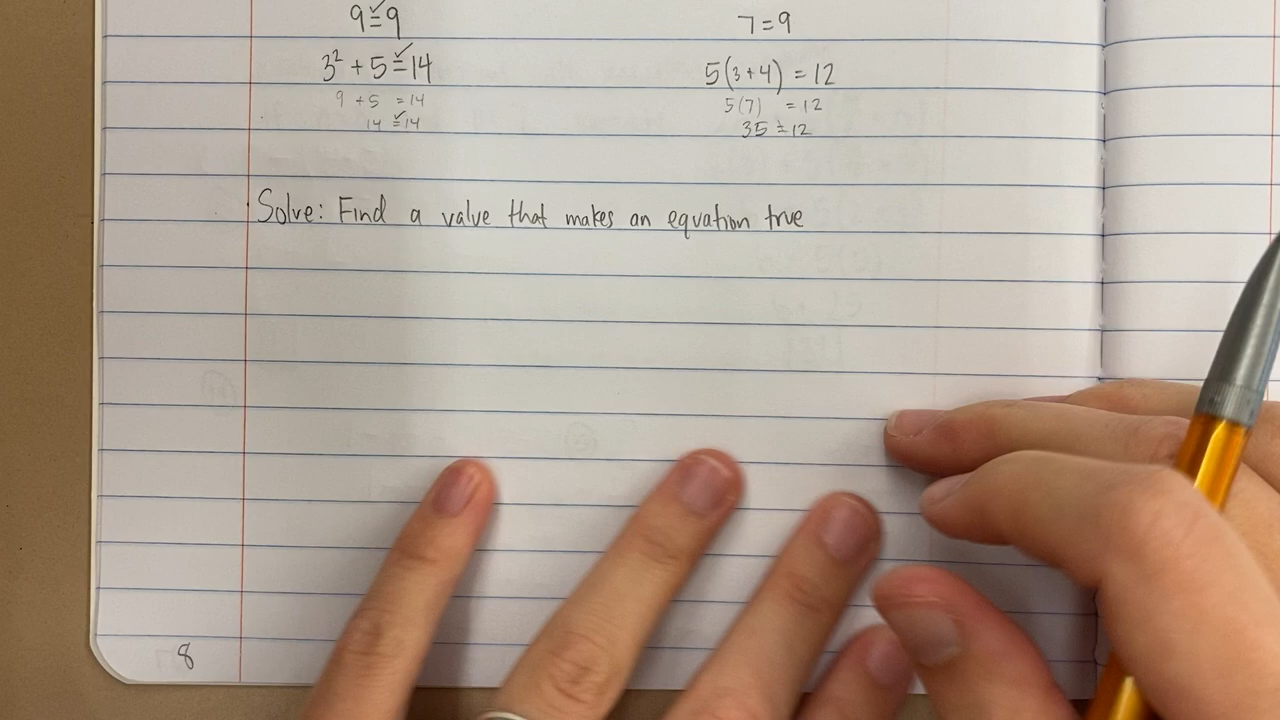 9 = 9 ✓
7 = 9
3² + 5 = 14 ✓
5(3+4) = 12
9 + 5 = 14
5(7) = 12
14 = 14 ✓
35 ≠ 12
Solve: Find a value that makes an equation true
8